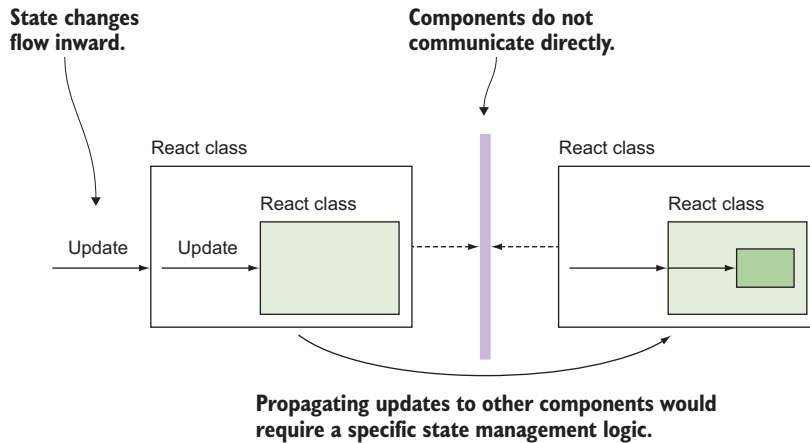 State changes
flow inward.
Components do not
communicate directly.
React class
React class
React class
React class
Update
Update
Propagating updates to other components would
require a specific state management logic.